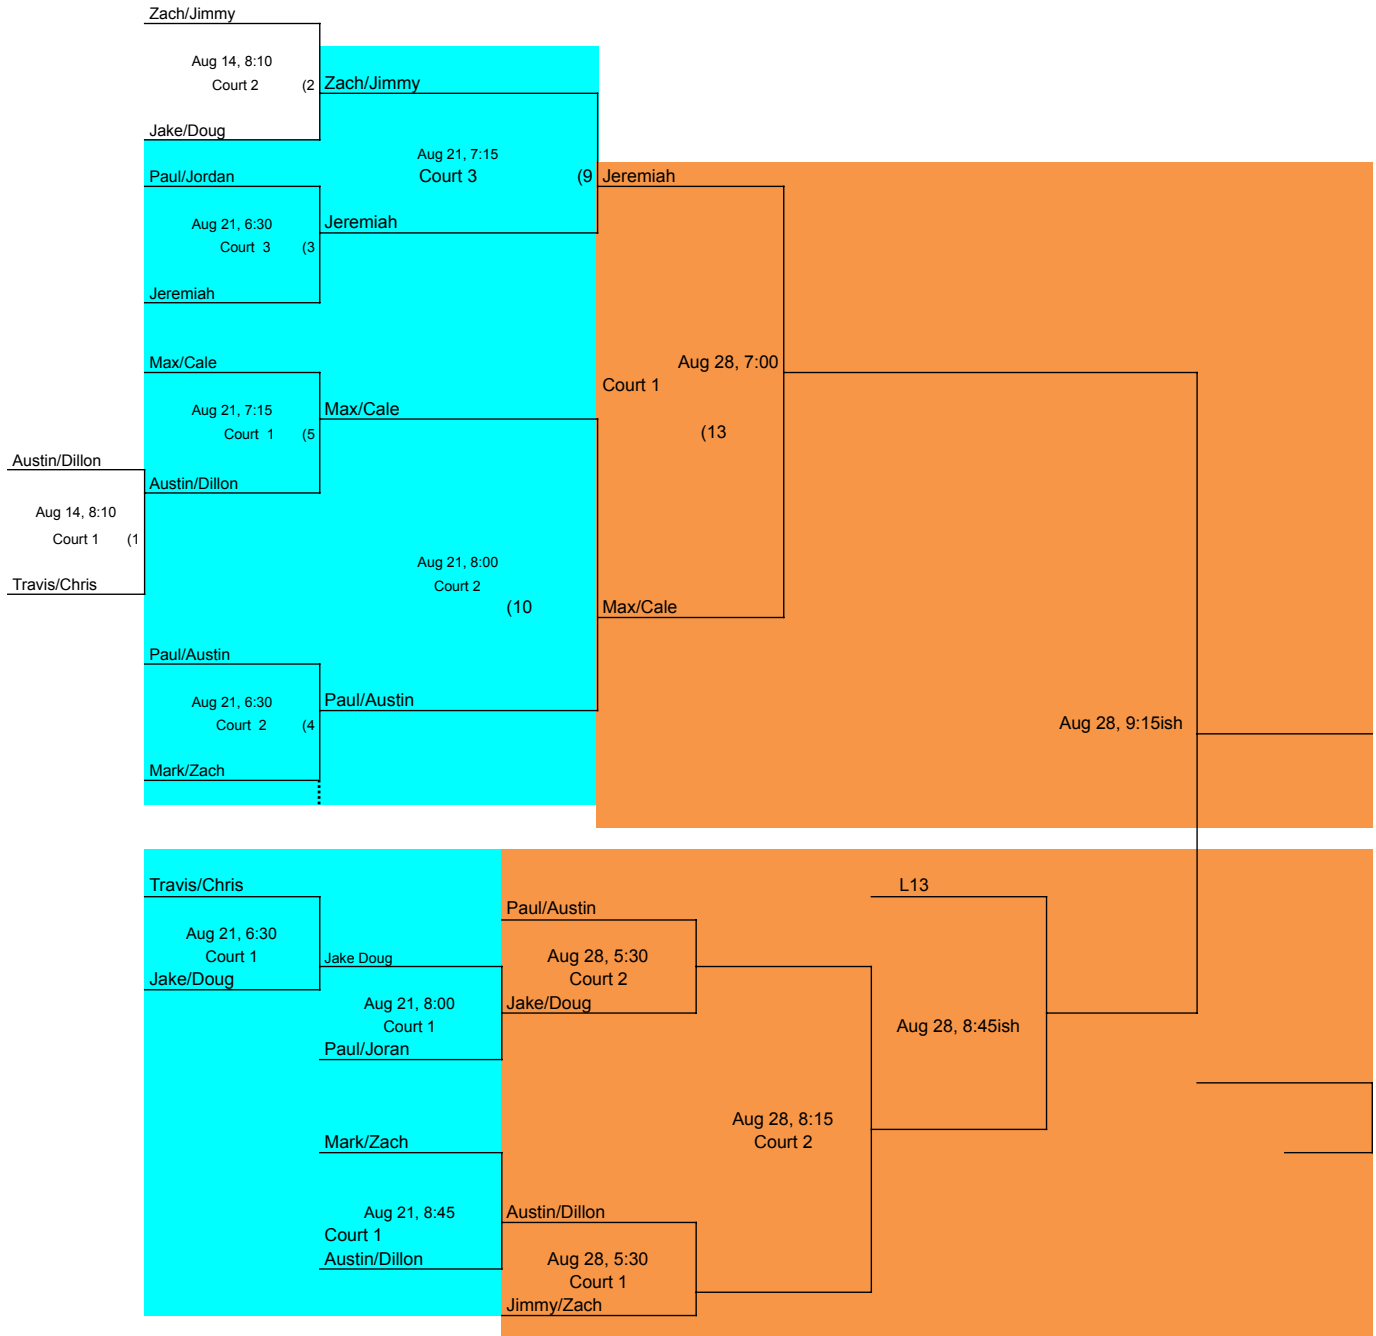 Zach/Jimmy
Aug 14, 8:10
Court 2 (2
Zach/Jimmy
Jake/Doug
Aug 21, 7:15
Court 3 (9
Jeremiah
Paul/Jordan
Aug 21, 6:30
Court 3 (3
Jeremiah
Jeremiah
Max/Cale
Aug 28, 7:00
Court 1
(13
Aug 21, 7:15
Court 1 (5
Max/Cale
Austin/Dillon
Austin/Dillon
Aug 14, 8:10
Court 1 (1
Travis/Chris
Aug 21, 8:00
Court 2
(10
Max/Cale
Paul/Austin
Aug 21, 6:30
Court 2 (4
Paul/Austin
Mark/Zach
Aug 28, 9:15ish
Travis/Chris
L13
Paul/Austin
Aug 21, 6:30
Court 1
Jake Doug
Jake/Doug
Aug 28, 5:30
Court 2
Jake/Doug
Aug 21, 8:00
Court 1
Paul/Joran
Aug 28, 8:45ish
Aug 28, 8:15
Court 2
Mark/Zach
Aug 21, 8:45
Court 1
Austin/Dillon
Austin/Dillon
Aug 28, 5:30
Court 1
Jimmy/Zach